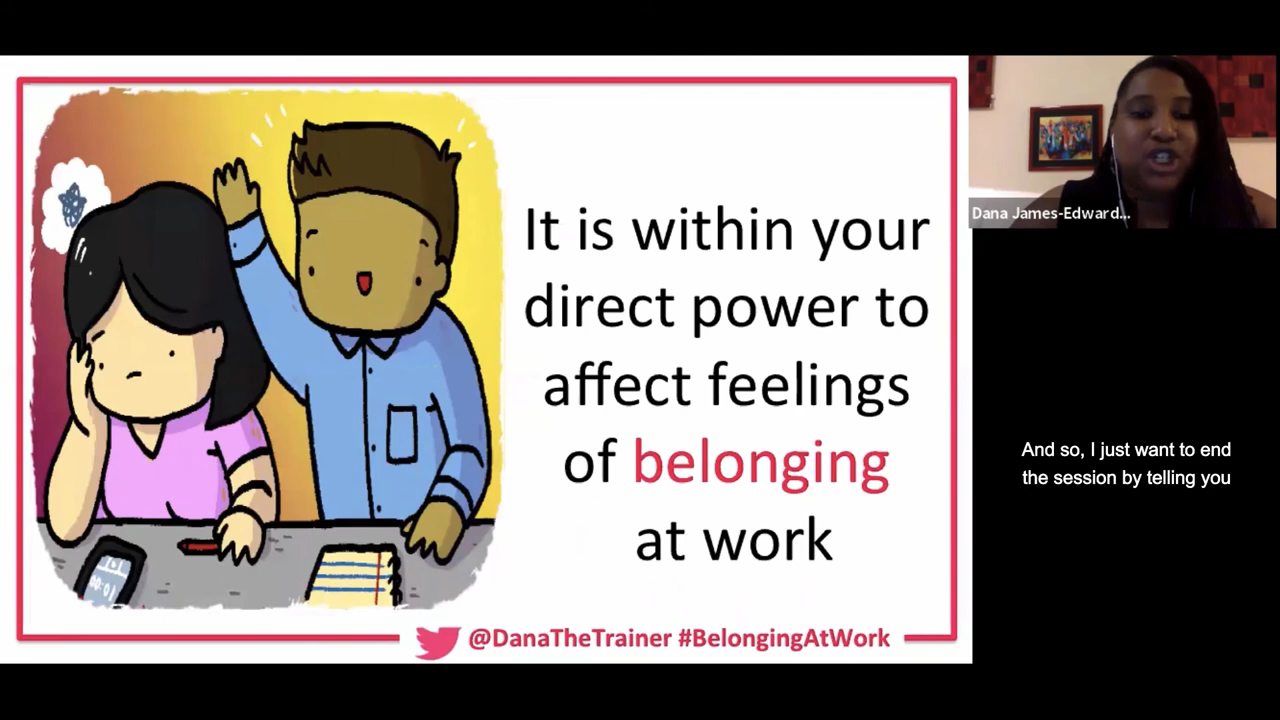 It is within your
direct power to
affect feelings
of belonging
at work
@DanaTheTrainer #BelongingAtWork
Dana James-Edward...
And so, I just want to end
the session by telling you